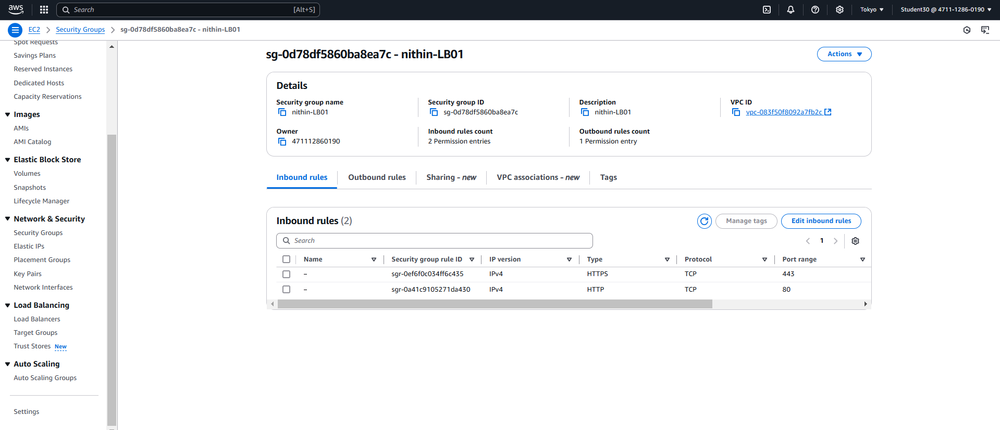 aws
Search [Alt+S]
Tokyo
Student30 @ 4711-1286-0190
EC2
Security Groups
sg-0d78df5860ba8ea7c - nithin-LB01
Spot Requests
Savings Plans
Reserved Instances
Dedicated Hosts
Capacity Reservations
Images
AMIs
AMI Catalog
Elastic Block Store
Volumes
Snapshots
Lifecycle Manager
Network & Security
Security Groups
Elastic IPs
Placement Groups
Key Pairs
Network Interfaces
Load Balancing
Load Balancers
Target Groups
Trust Stores New
Auto Scaling
Auto Scaling Groups
Settings
sg-0d78df5860ba8ea7c - nithin-LB01
Actions
Details
Security group name
nithin-LB01
Security group ID
sg-0d78df5860ba8ea7c
Description
nithin-LB01
VPC ID
vpc-083f50f8092a7fb2c
Owner
471112860190
Inbound rules count
2 Permission entries
Outbound rules count
1 Permission entry
Inbound rules
Outbound rules
Sharing - new
VPC associations - new
Tags
Inbound rules (2)
Manage tags
Edit inbound rules
Search
1
Name Security group rule ID IP version Type Protocol Port range
– sgr-0ef6f0c034ff6c435 IPv4 HTTPS TCP 443
– sgr-0a41c9105271da430 IPv4 HTTP TCP 80